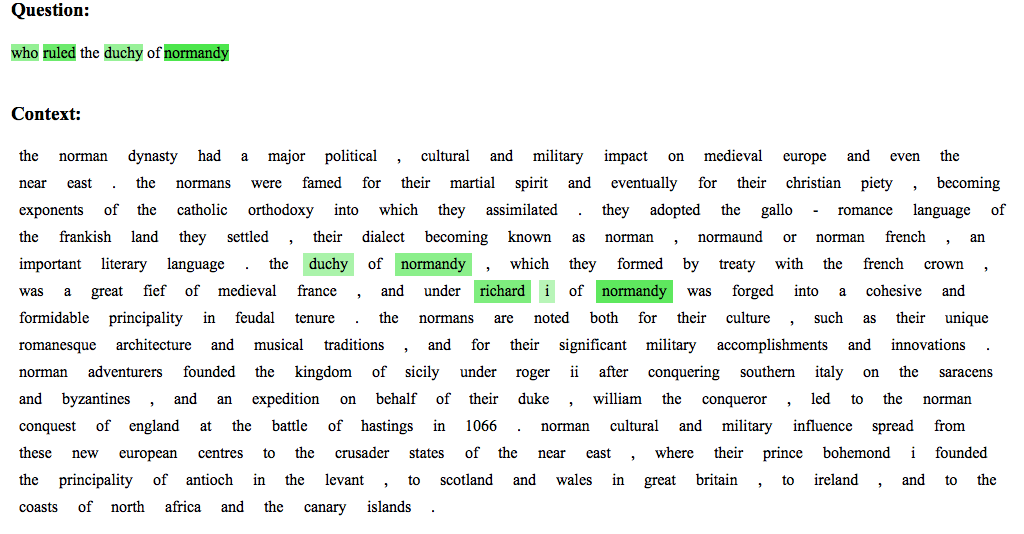 Question:
who ruled the duchy of normandy
Context:
the norman dynasty had a major political , cultural and military impact on medieval europe and even the
near east . the normans were famed for their martial spirit and eventually for their christian piety , becoming
exponents of the catholic orthodoxy into which they assimilated . they adopted the gallo - romance language of
the frankish land they settled , their dialect becoming known as norman , normaund or norman french , an
important literary language . the duchy of normandy , which they formed by treaty with the french crown ,
was a great fief of medieval france , and under richard i of normandy was forged into a cohesive and
formidable principality in feudal tenure . the normans are noted both for their culture , such as their unique
romanesque architecture and musical traditions , and for their significant military accomplishments and innovations .
norman adventurers founded the kingdom of sicily under roger ii after conquering southern italy on the saracens
and byzantines , and an expedition on behalf of their duke , william the conqueror , led to the norman
conquest of england at the battle of hastings in 1066 . norman cultural and military influence spread from
these new european centres to the crusader states of the near east , where their prince bohemond i founded
the principality of antioch in the levant , to scotland and wales in great britain , to ireland , and to the
coasts of north africa and the canary islands .